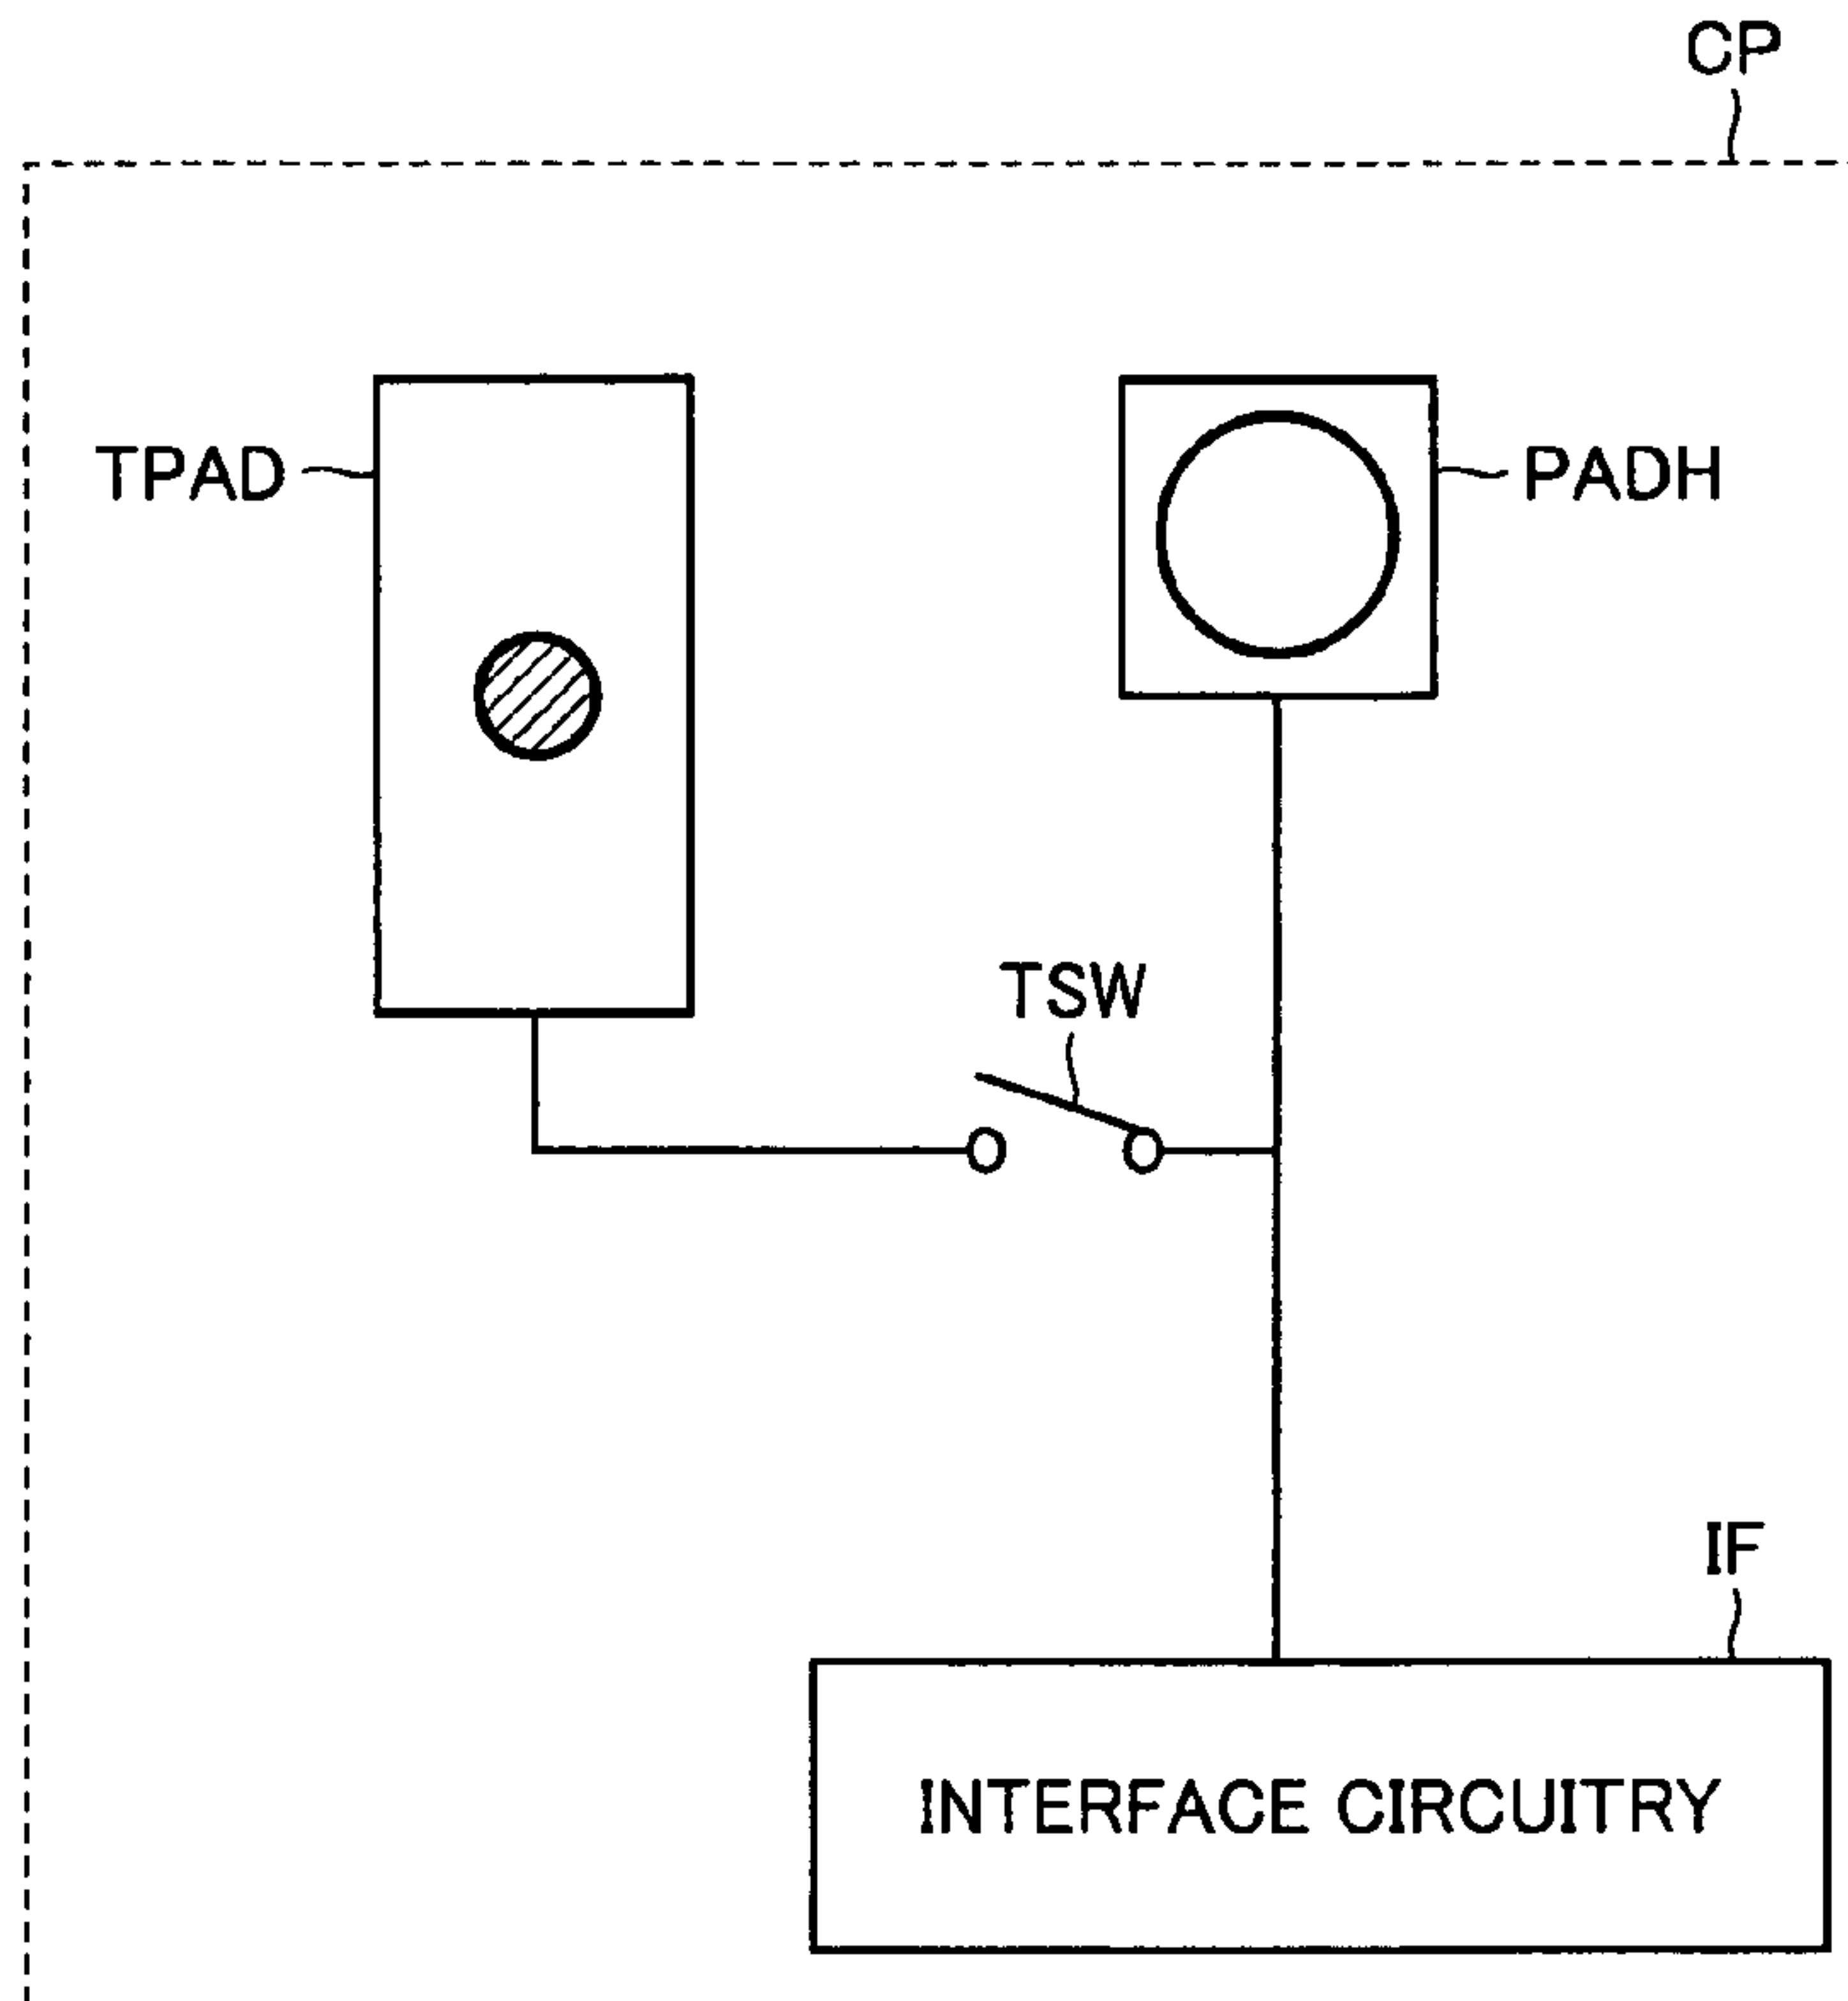 CP
TPAD
PADH
TSW
IF
INTERFACE CIRCUITRY